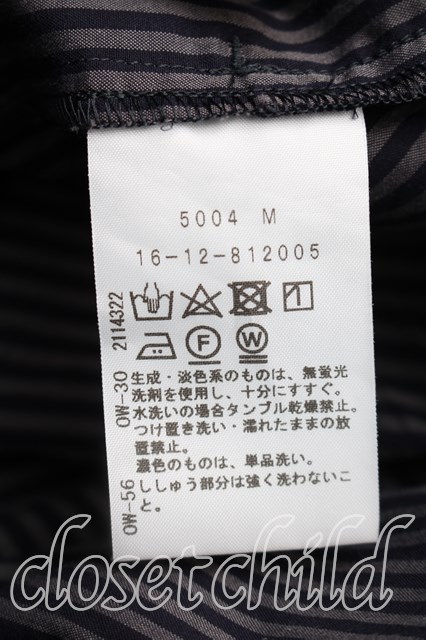 5004 M
16-12-812005
2114322
F
W
OW-30
生成・淡色系のものは、無蛍光
洗剤を使用し、十分にすすぐ。
水洗いの場合タンブル乾燥禁止。
つけ置き洗い・濡れたままの放
置禁止。
濃色のものは、単品洗い。
OW-56
ししゅう部分は強く洗わないこ
と。
closet child